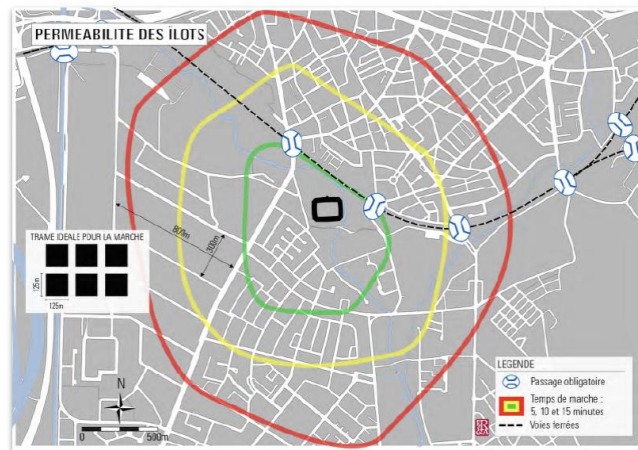 PERMEABILITE DES ÎLOTS
800m
300m
TRAME IDEALE POUR LA MARCHE
125m
125m
N
0
500m
LEGENDE
Passage obligatoire
Temps de marche :
5, 10 et 15 minutes
Voies ferrées